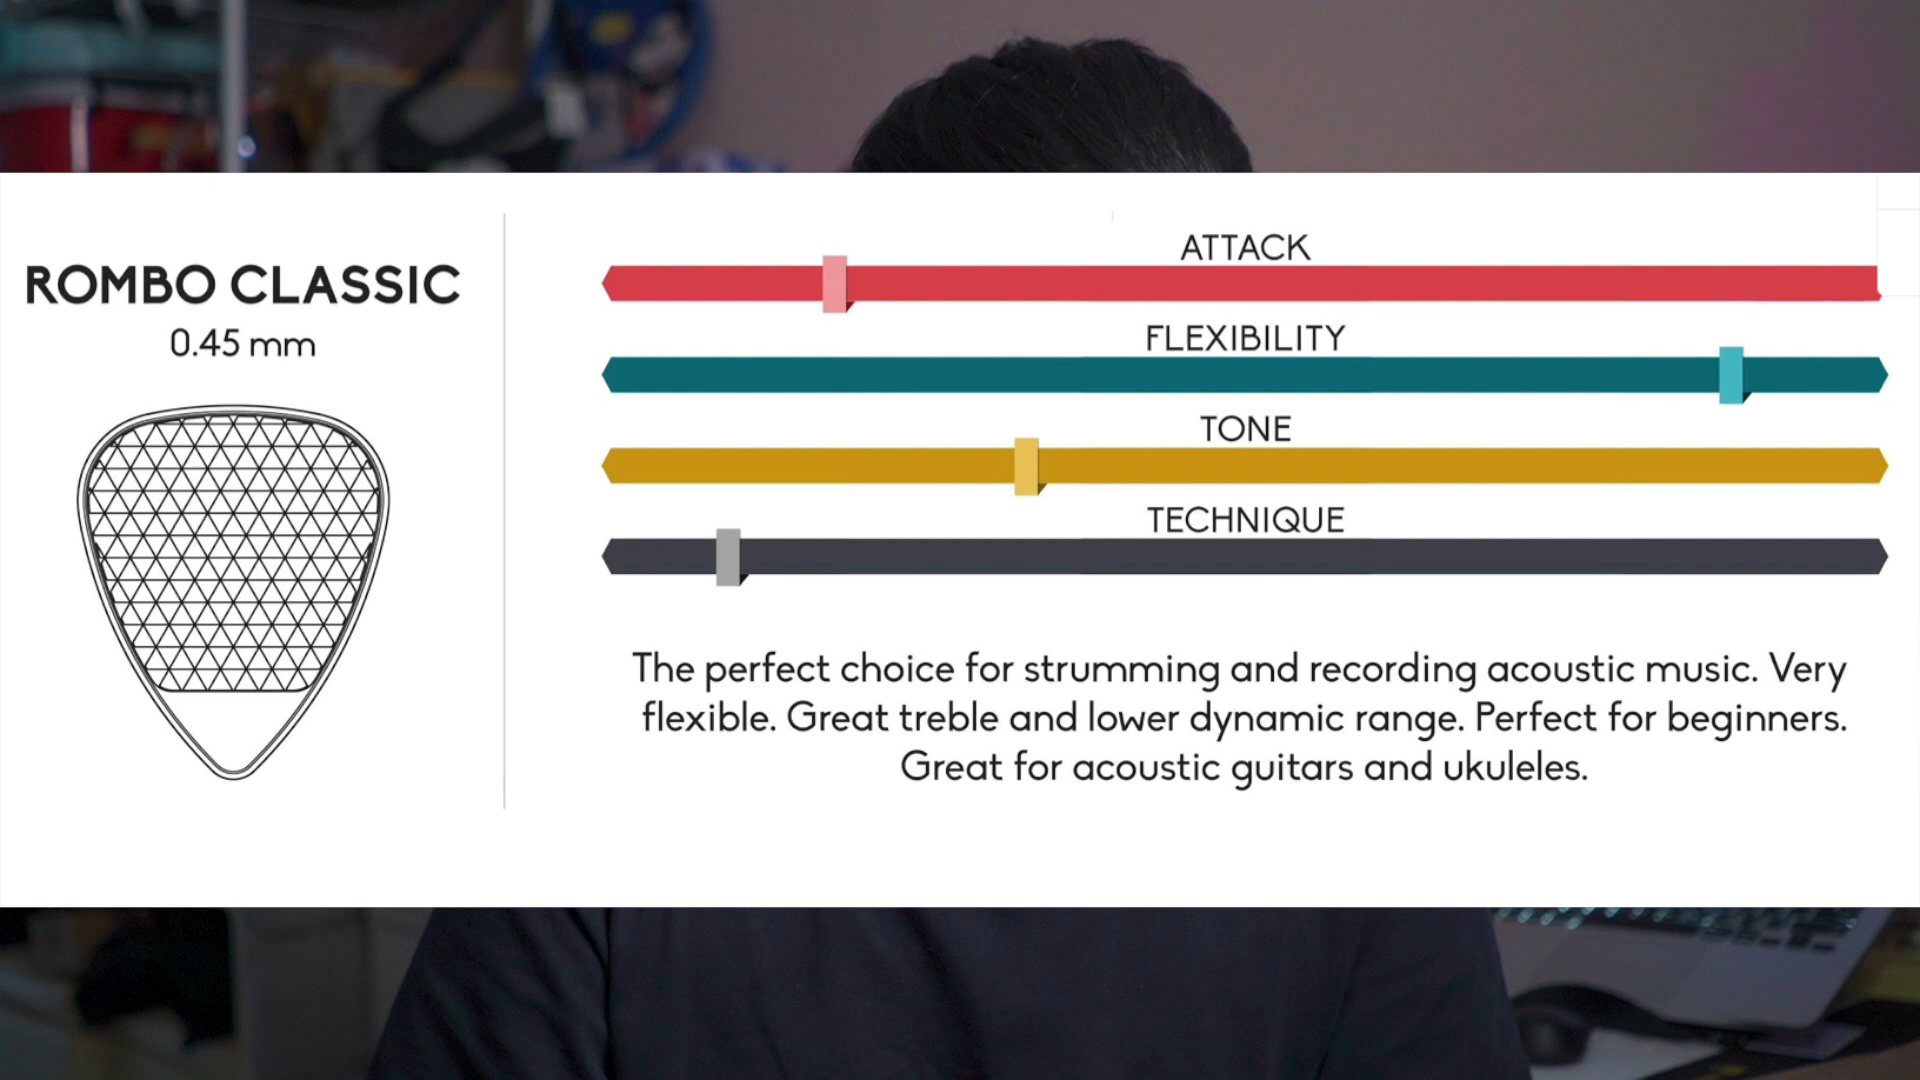 ROMBO CLASSIC
0.45 mm
ATTACK
FLEXIBILITY
TONE
TECHNIQUE
The perfect choice for strumming and recording acoustic music. Very
flexible. Great treble and lower dynamic range. Perfect for beginners.
Great for acoustic guitars and ukuleles.